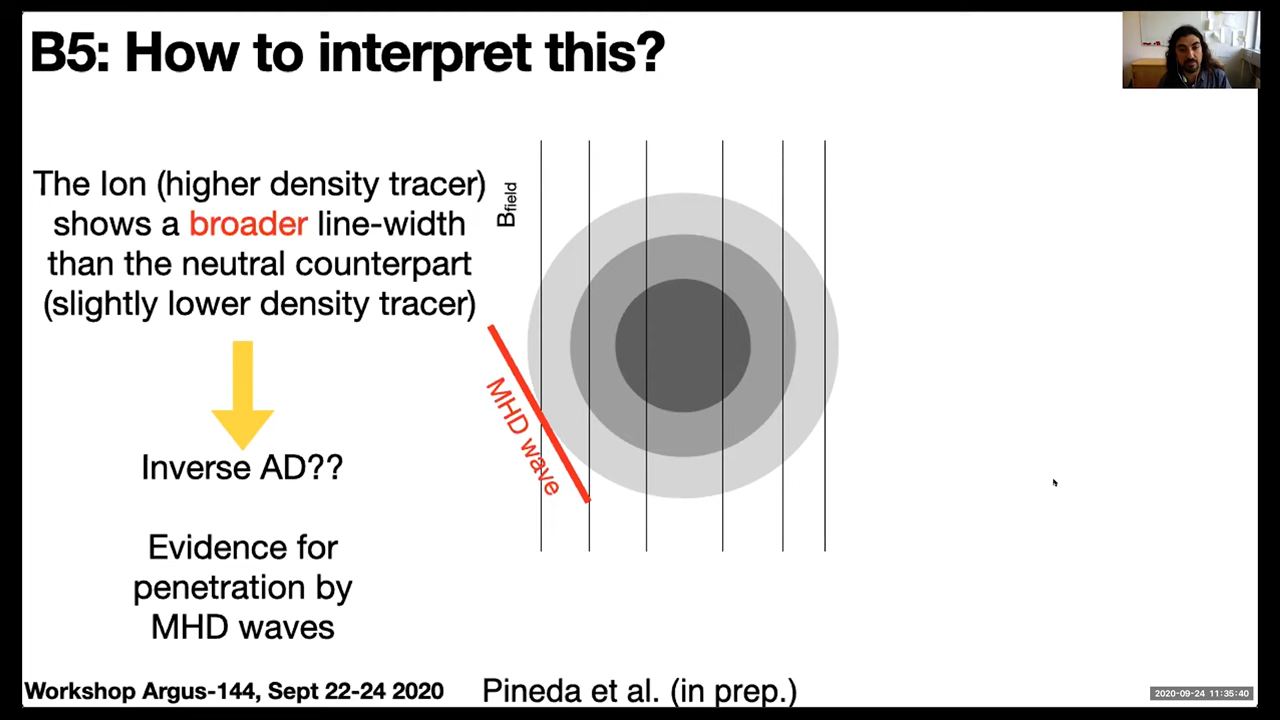 B5: How to interpret this?
The Ion (higher density tracer)
shows a broader line-width
than the neutral counterpart
(slightly lower density tracer)
Bfield
MHD wave
Inverse AD??
Evidence for
penetration by
MHD waves
Workshop Argus-144, Sept 22-24 2020
Pineda et al. (in prep.)
2020-09-24 11:35:40